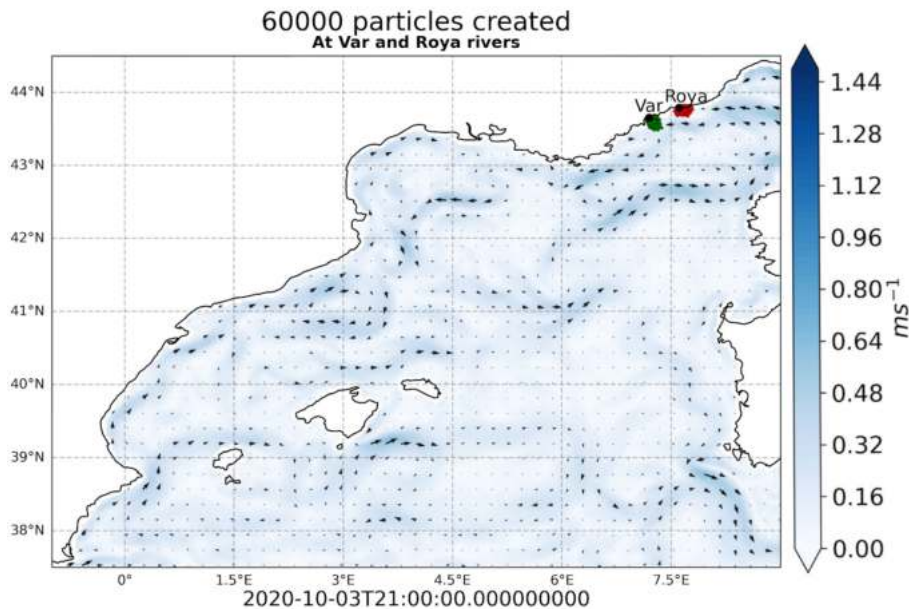 60000 particles created
At Var and Roya rivers
Var Roya
44°N
43°N
42°N
41°N
40°N
39°N
38°N
0° 1.5°E 3°E 4.5°E 6°E 7.5°E
2020-10-03T21:00:00.000000000
1.44
1.28
1.12
0.96
0.80
0.64
0.48
0.32
0.16
0.00
ms⁻¹